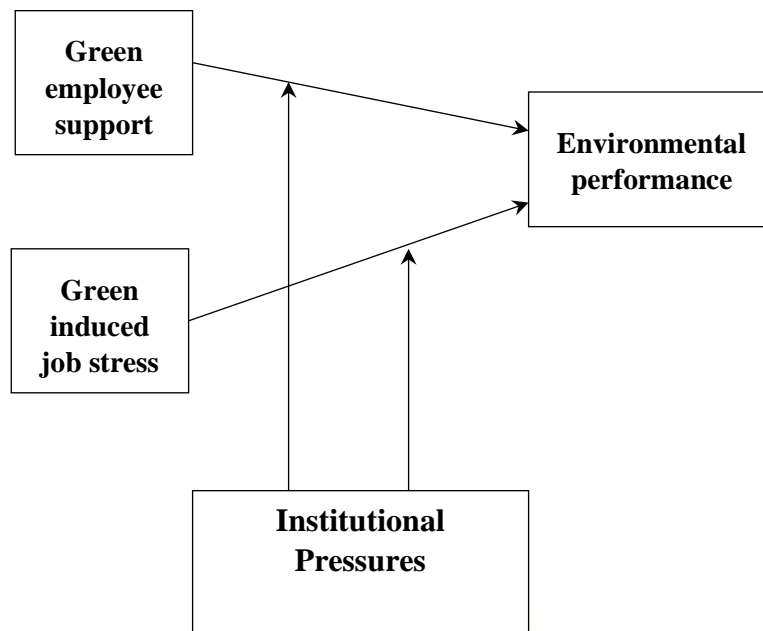 Green
employee
support
Environmental
performance
Green
induced
job stress
Institutional
Pressures